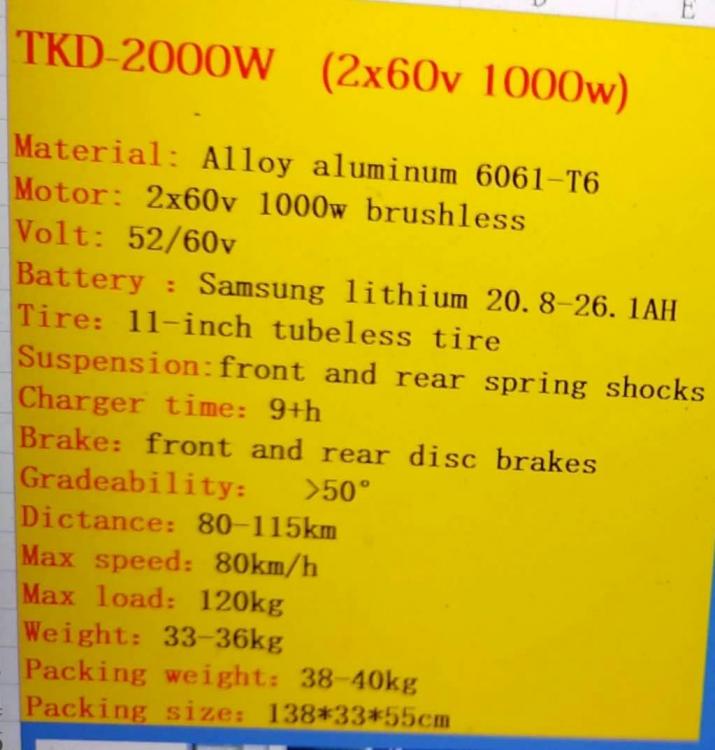 E
TKD-2000W (2x60v 1000w)
Material: Alloy aluminum 6061-T6
Motor: 2x60v 1000w brushless
Volt: 52/60v
Battery : Samsung lithium 20.8-26.1AH
Tire: 11-inch tubeless tire
Suspension:front and rear spring shocks
Charger time: 9+h
Brake: front and rear disc brakes
Gradeability: >50°
Dictance: 80-115km
Max speed: 80km/h
Max load: 120kg
Weight: 33-36kg
Packing weight: 38-40kg
Packing size: 138*33*55cm